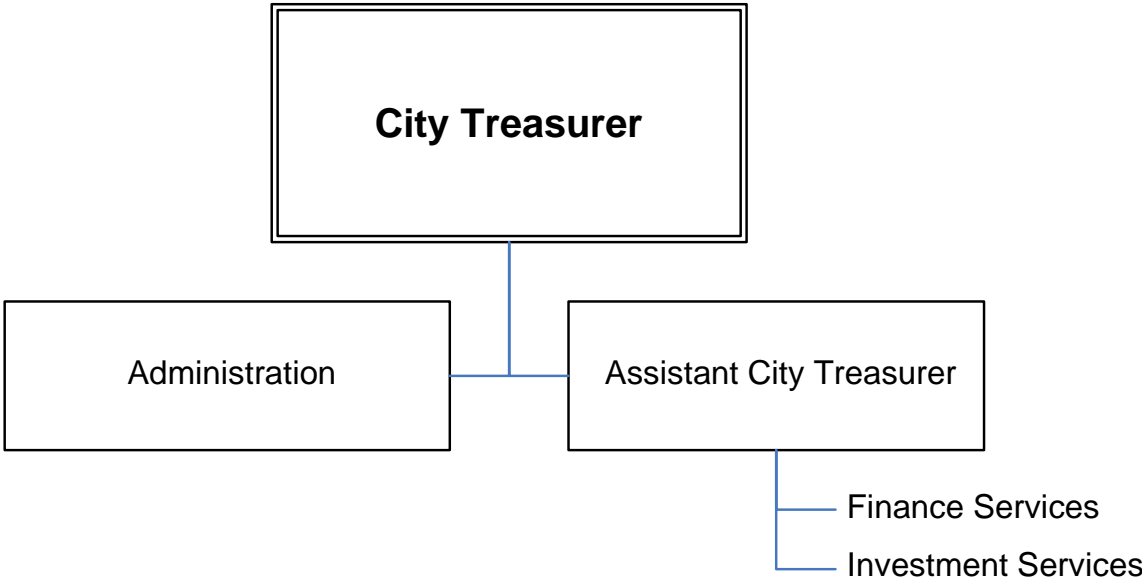 City Treasurer
Administration
Assistant City Treasurer
Finance Services
Investment Services